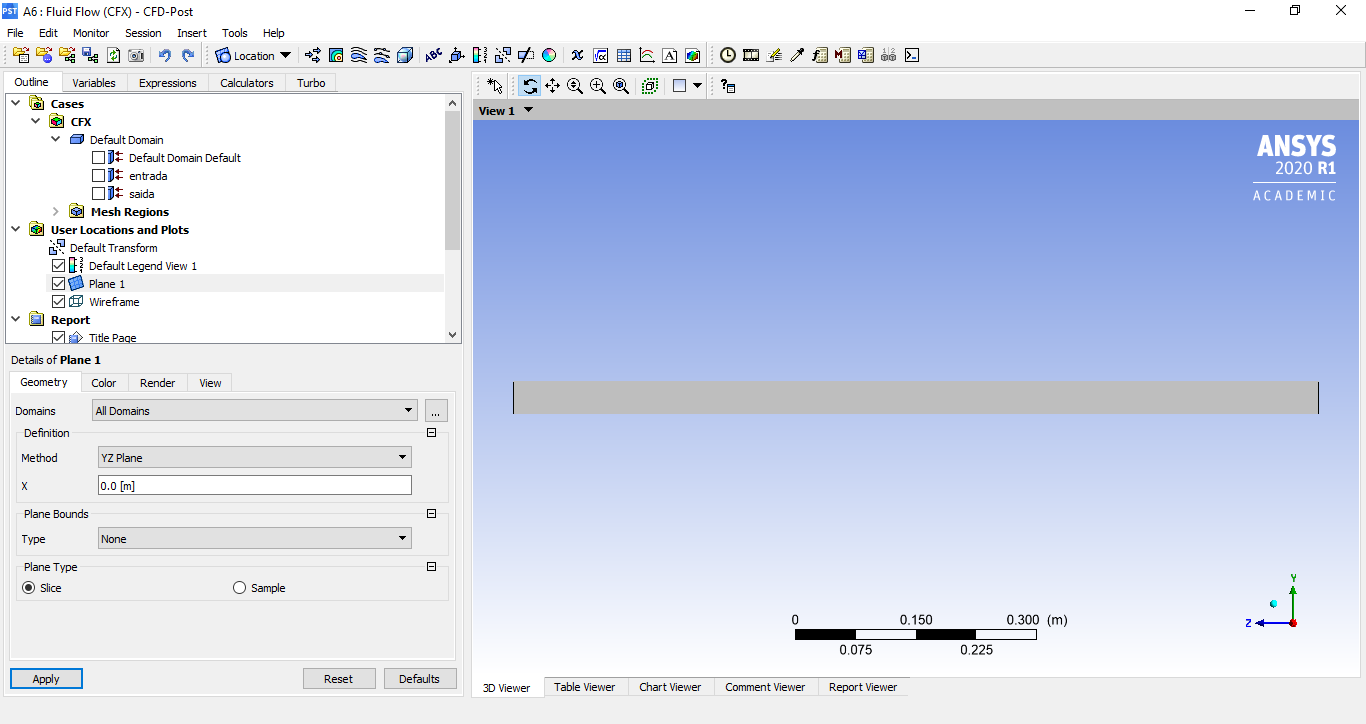 A6 : Fluid Flow (CFX) - CFD-Post
File Edit Monitor Session Insert Tools Help
Location
Outline Variables Expressions Calculators Turbo
Cases
CFX
Default Domain
Default Domain Default
entrada
saida
Mesh Regions
User Locations and Plots
Default Transform
Default Legend View 1
Plane 1
Wireframe
Report
Title Page
Details of Plane 1
Geometry Color Render View
Domains All Domains ...
Definition
Method YZ Plane
X 0.0 [m]
Plane Bounds
Type None
Plane Type
Slice Sample
Apply Reset Defaults
View 1
ANSYS
2020 R1
ACADEMIC
Y
Z
0 0.150 0.300 (m)
0.075 0.225
3D Viewer Table Viewer Chart Viewer Comment Viewer Report Viewer